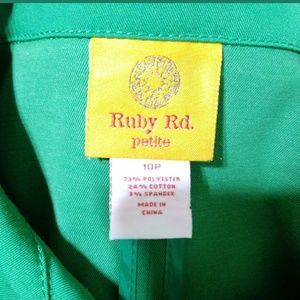 Ruby Rd.
petite
10P
73% POLYESTER
24% COTTON
3% SPANDEX
MADE IN
CHINA